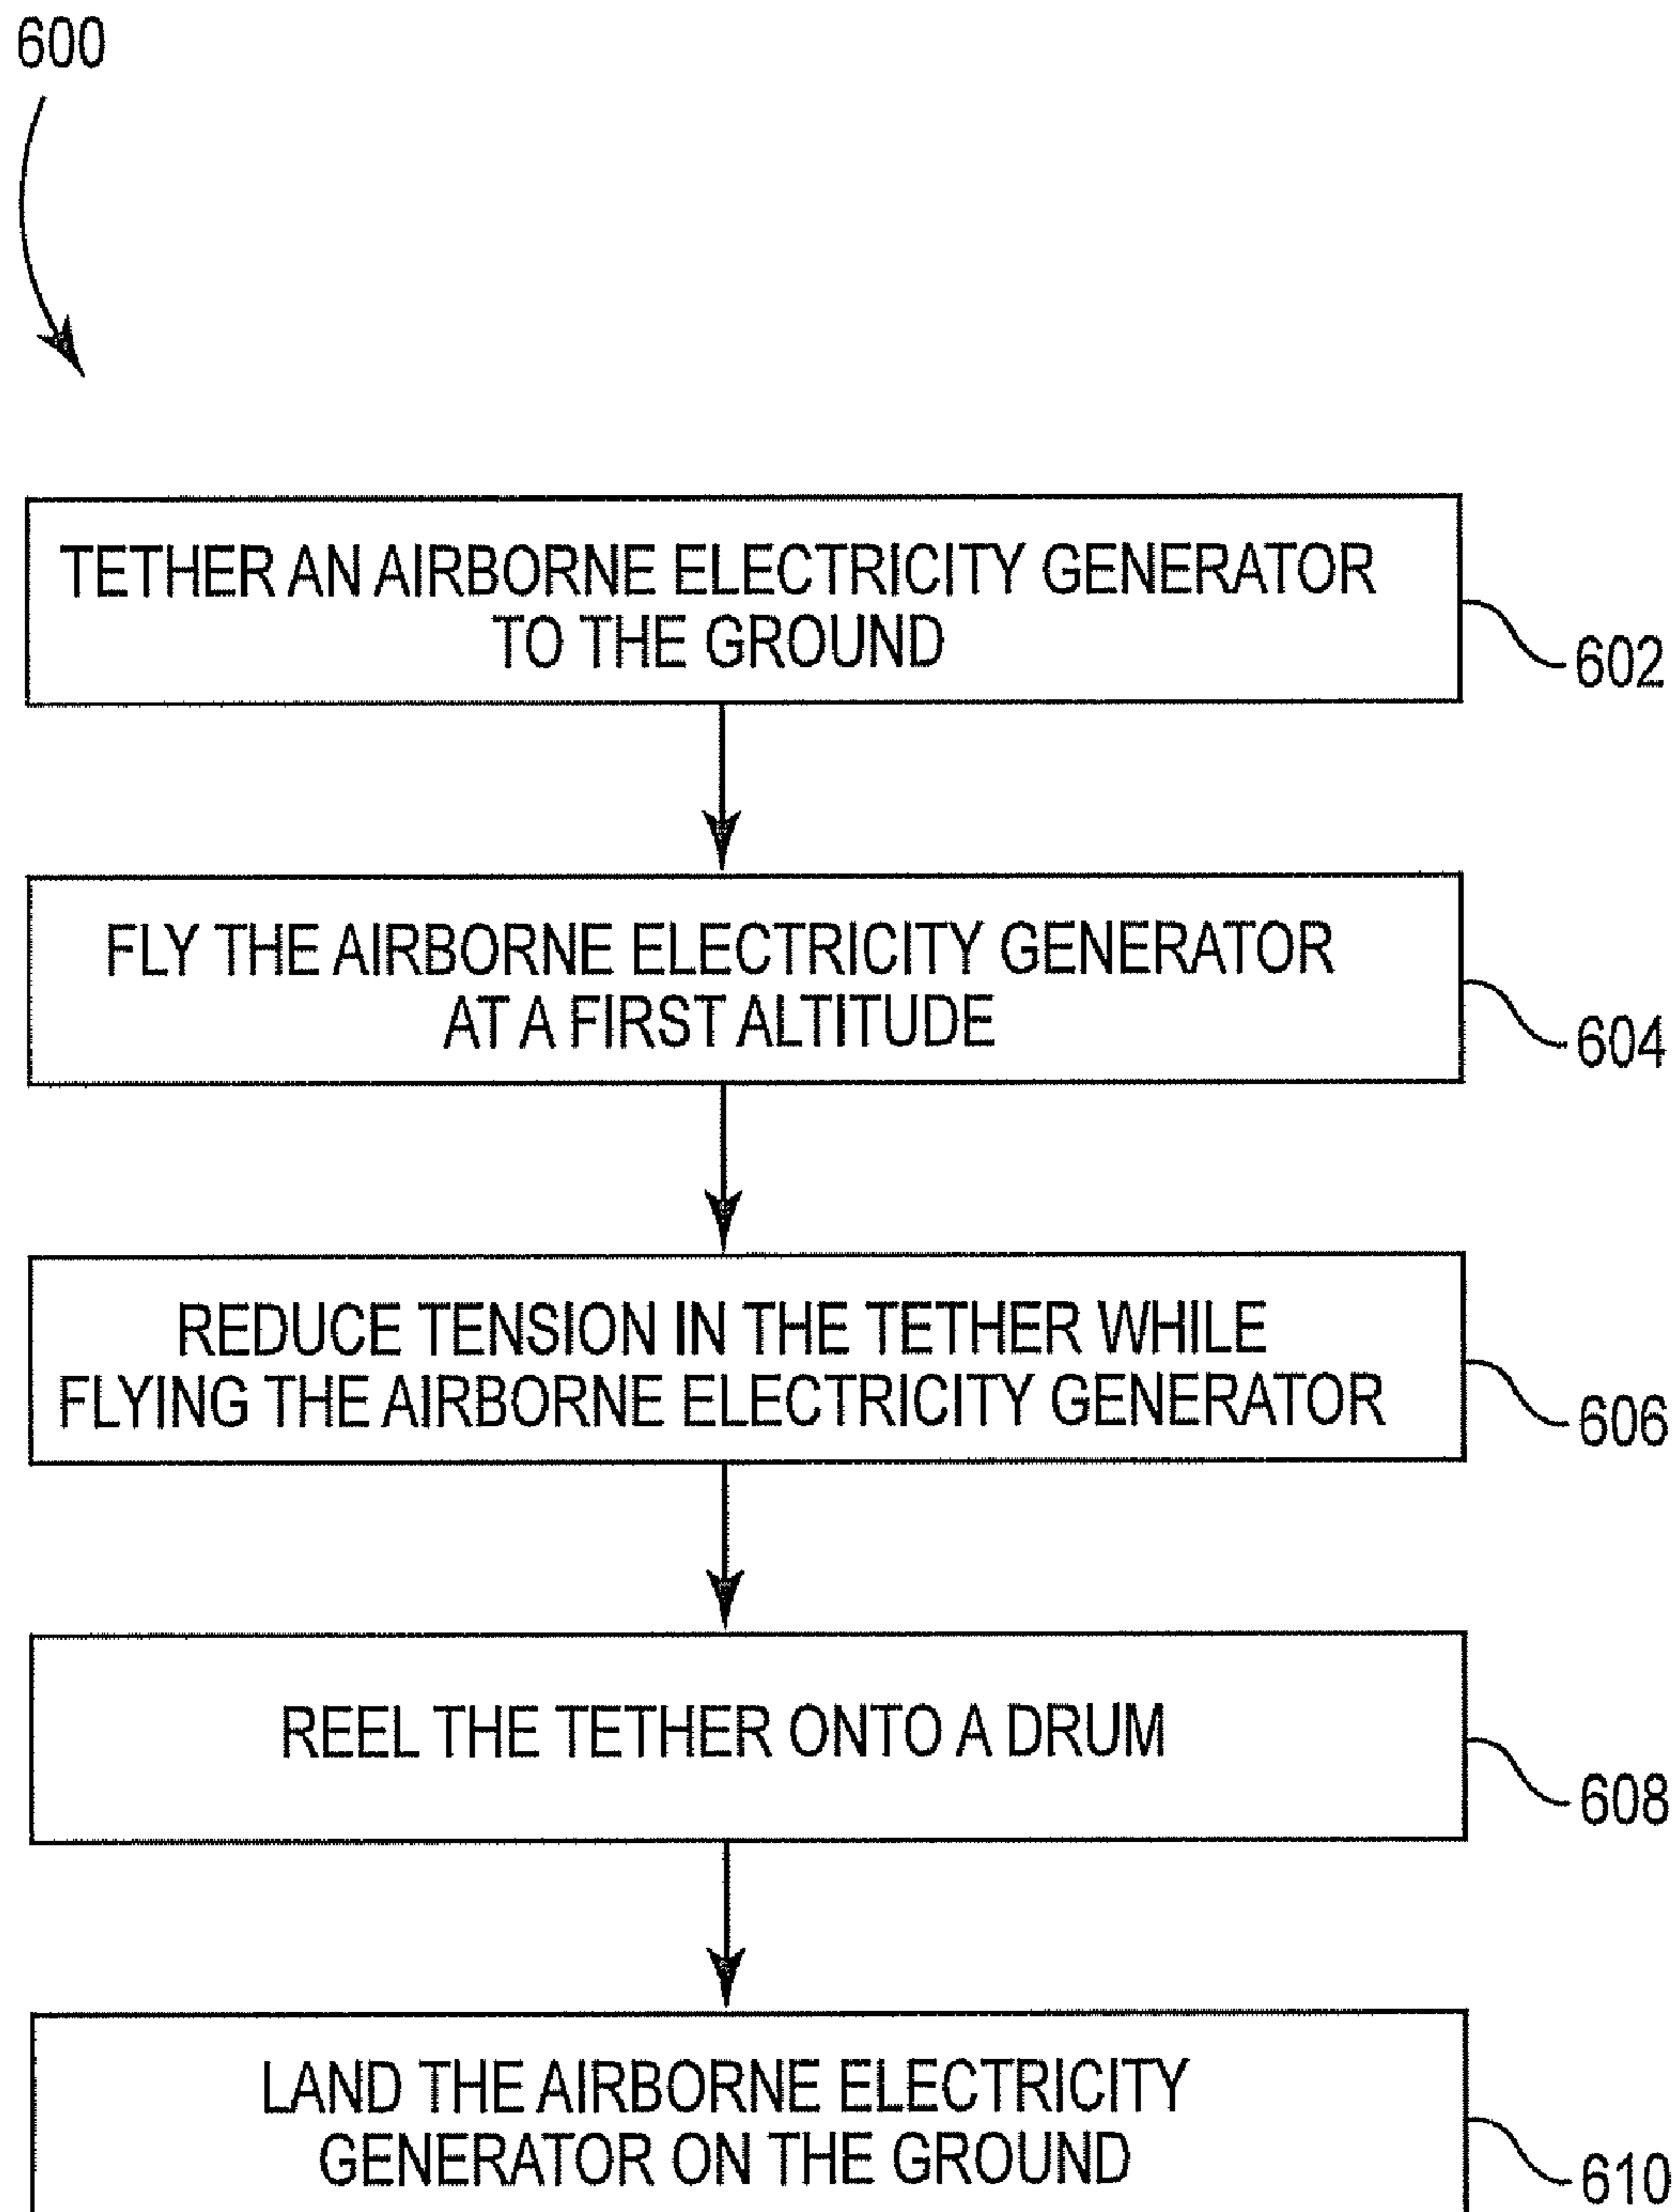 600
TETHER AN AIRBORNE ELECTRICITY GENERATOR
TO THE GROUND
602
FLY THE AIRBORNE ELECTRICITY GENERATOR
AT A FIRST ALTITUDE
604
REDUCE TENSION IN THE TETHER WHILE
FLYING THE AIRBORNE ELECTRICITY GENERATOR
606
REEL THE TETHER ONTO A DRUM
608
LAND THE AIRBORNE ELECTRICITY
GENERATOR ON THE GROUND
610